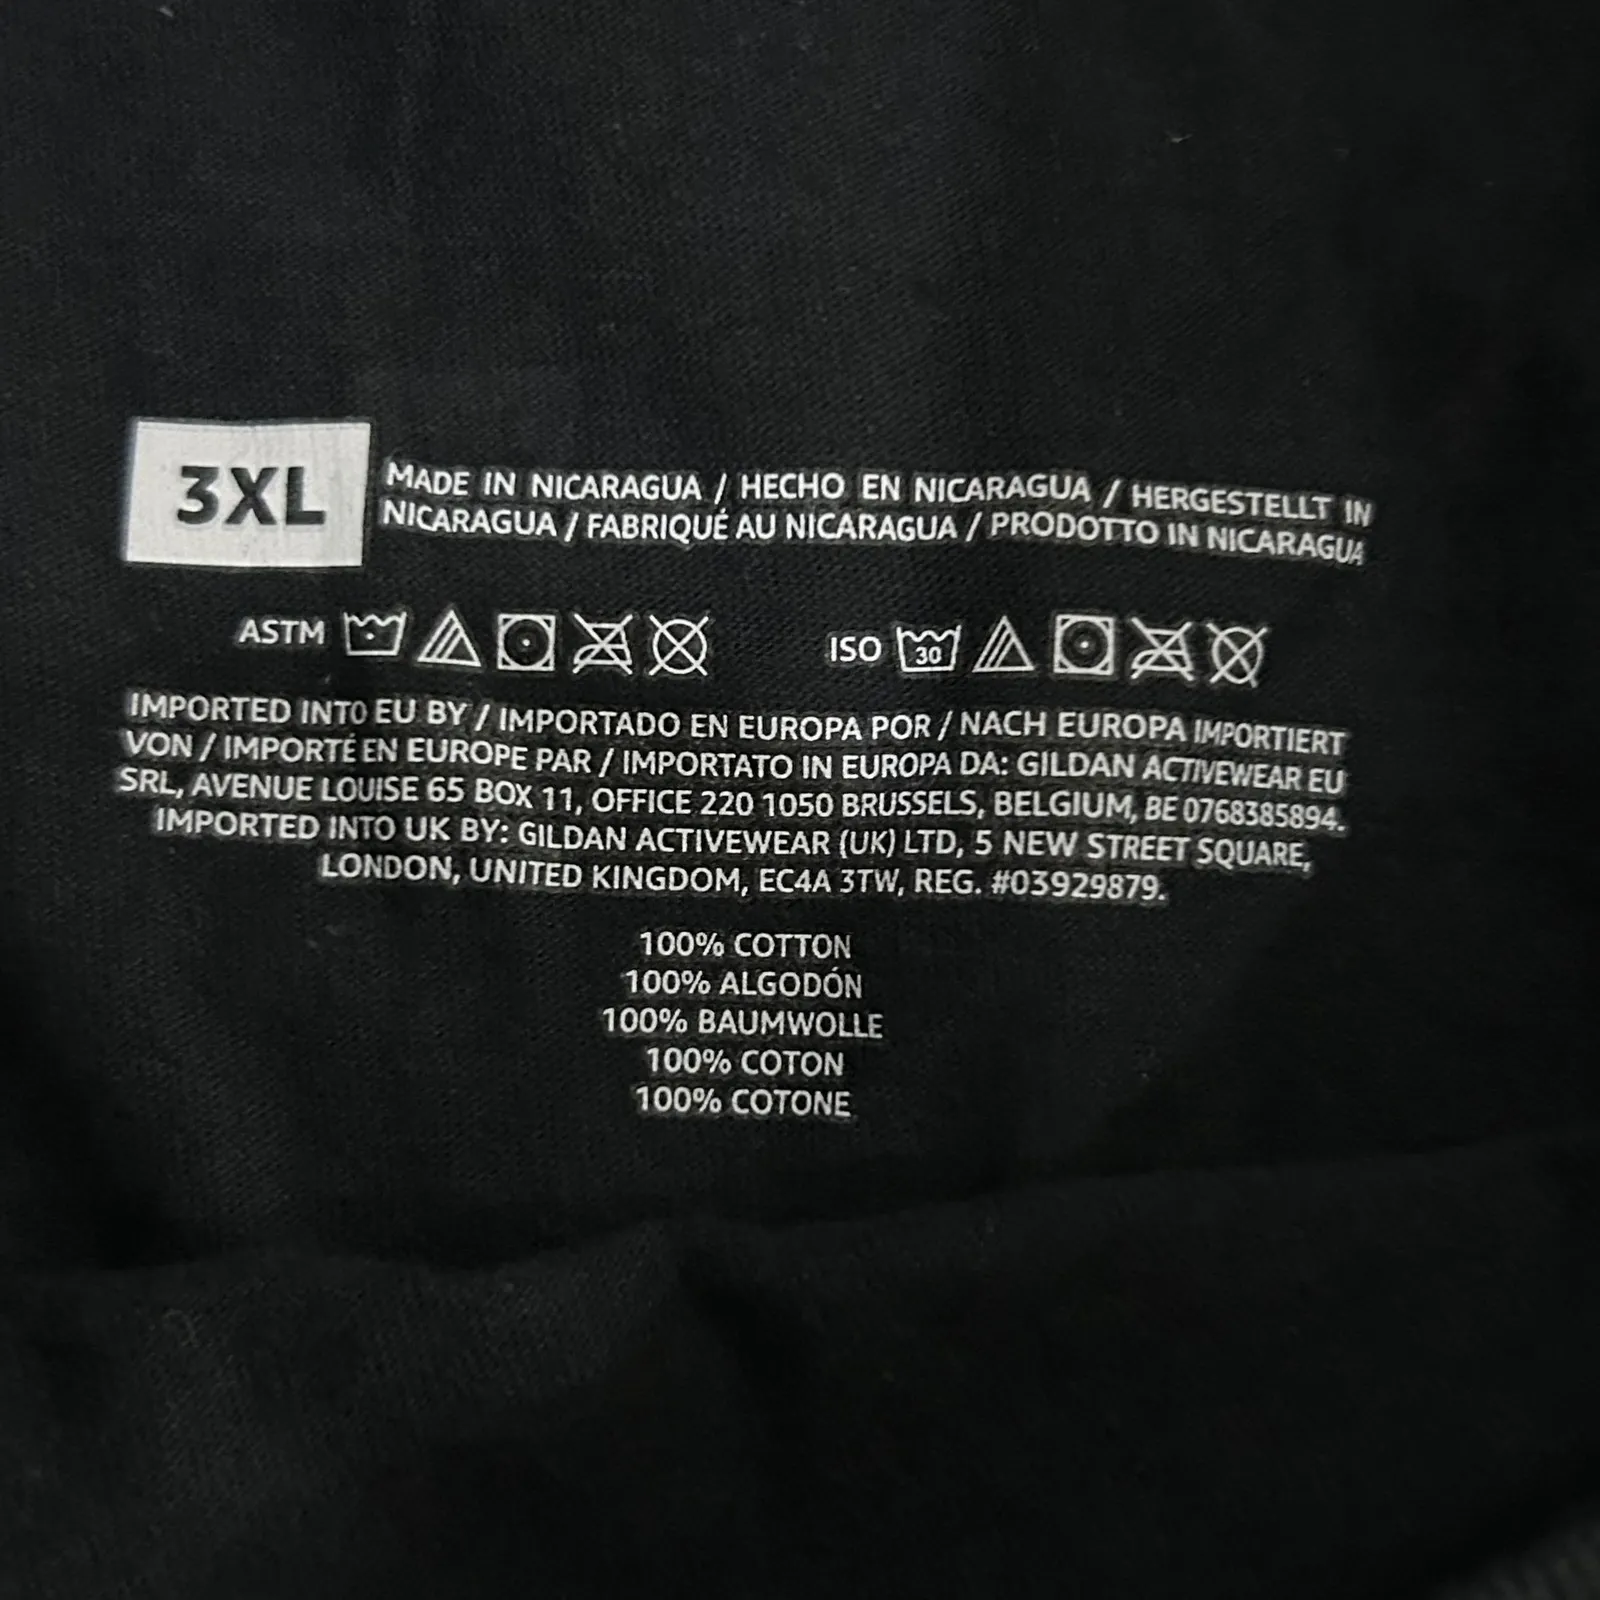 3XL
MADE IN NICARAGUA / HECHO EN NICARAGUA / HERGESTELLT IN
NICARAGUA / FABRIQUÉ AU NICARAGUA / PRODOTTO IN NICARAGUA
ASTM
ISO 30
IMPORTED INTO EU BY / IMPORTADO EN EUROPA POR / NACH EUROPA IMPORTIERT
VON / IMPORTÉ EN EUROPE PAR / IMPORTATO IN EUROPA DA: GILDAN ACTIVEWEAR EU
SRL, AVENUE LOUISE 65 BOX 11, OFFICE 220 1050 BRUSSELS, BELGIUM, BE 0768385894.
IMPORTED INTO UK BY: GILDAN ACTIVEWEAR (UK) LTD, 5 NEW STREET SQUARE,
LONDON, UNITED KINGDOM, EC4A 3TW, REG. #03929879.
100% COTTON
100% ALGODÓN
100% BAUMWOLLE
100% COTON
100% COTONE